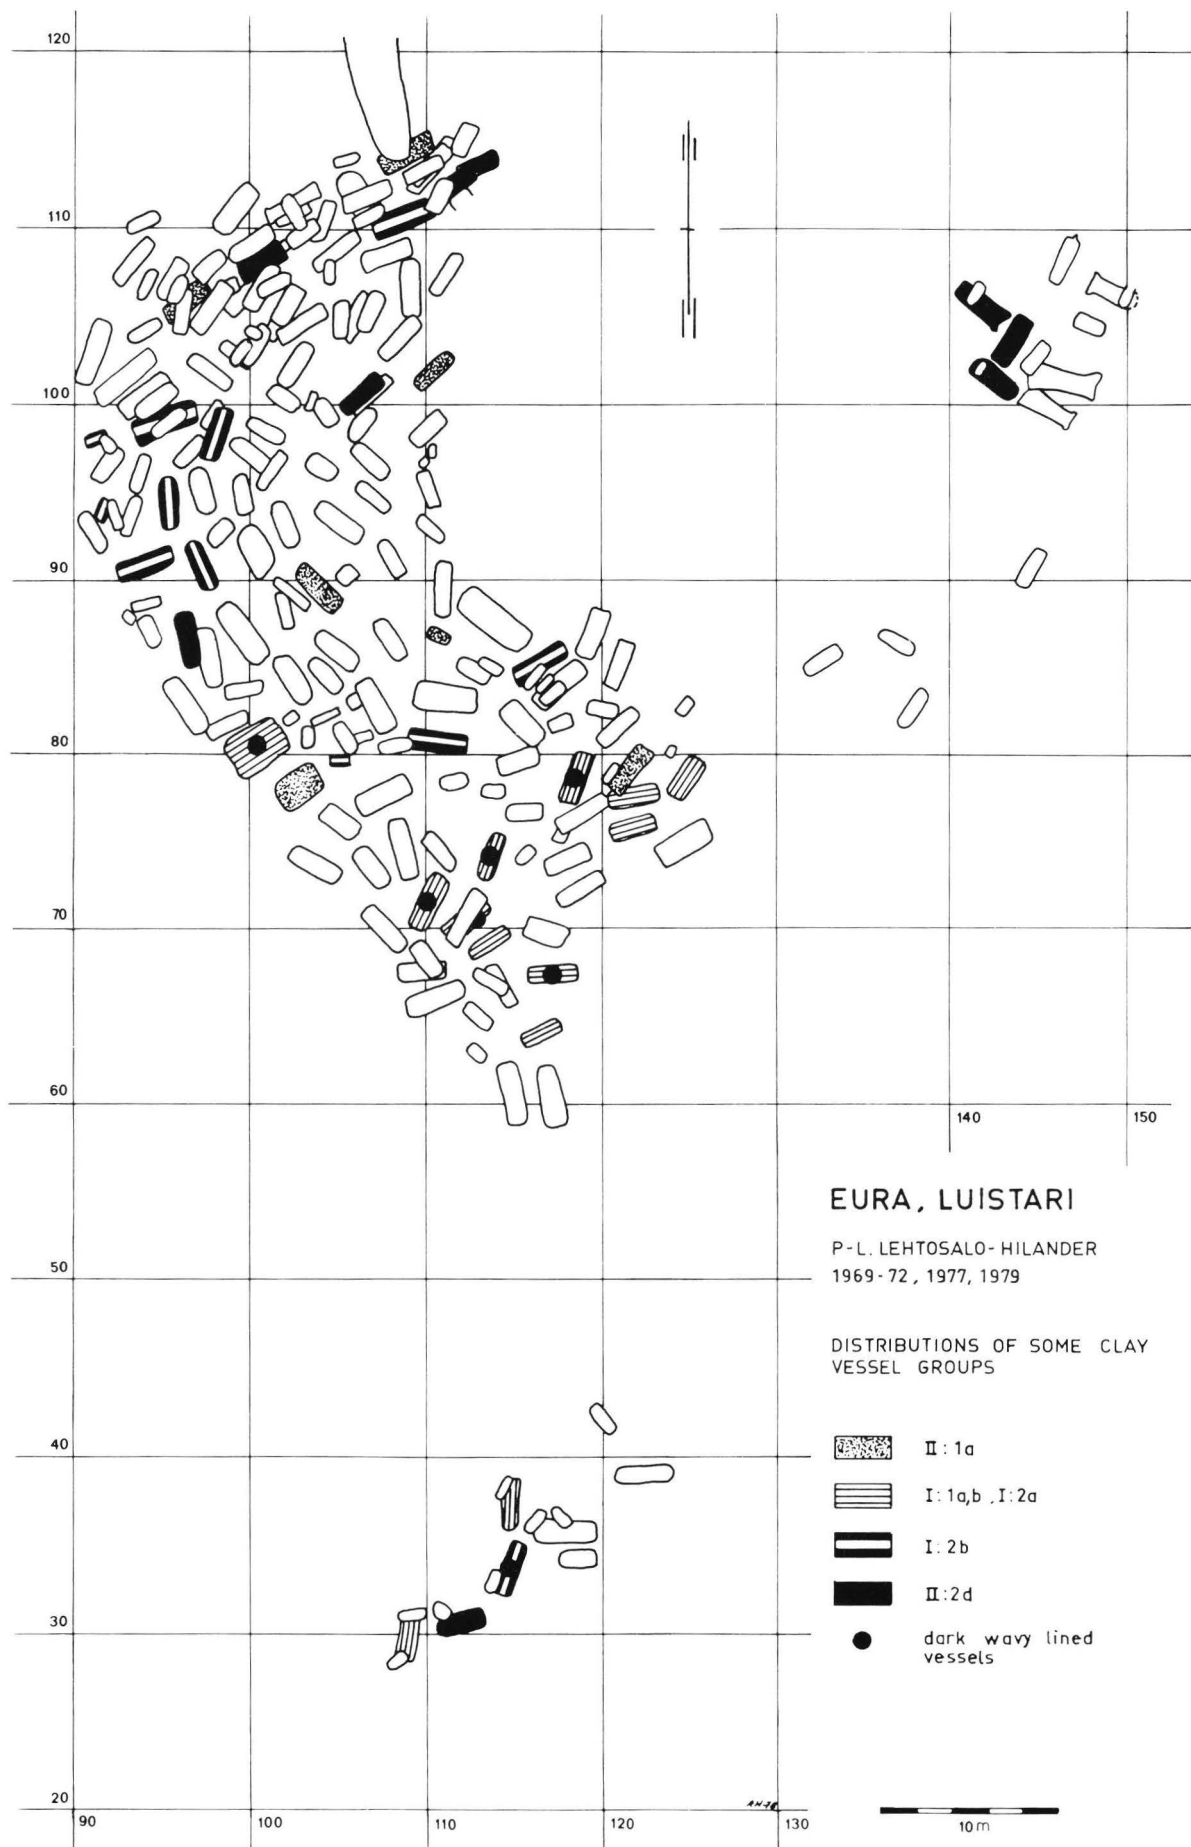 120
110
100
90
80
70
60
140
150
EURA, LUISTARI
P-L. LEHTOSALO-HILANDER
1969-72, 1977, 1979
DISTRIBUTIONS OF SOME CLAY
VESSEL GROUPS
50
40
30
20
II:1a
I:1a,b, I:2a
I:2b
II:2d
dark wavy lined
vessels
90
100
110
120
130
10 m